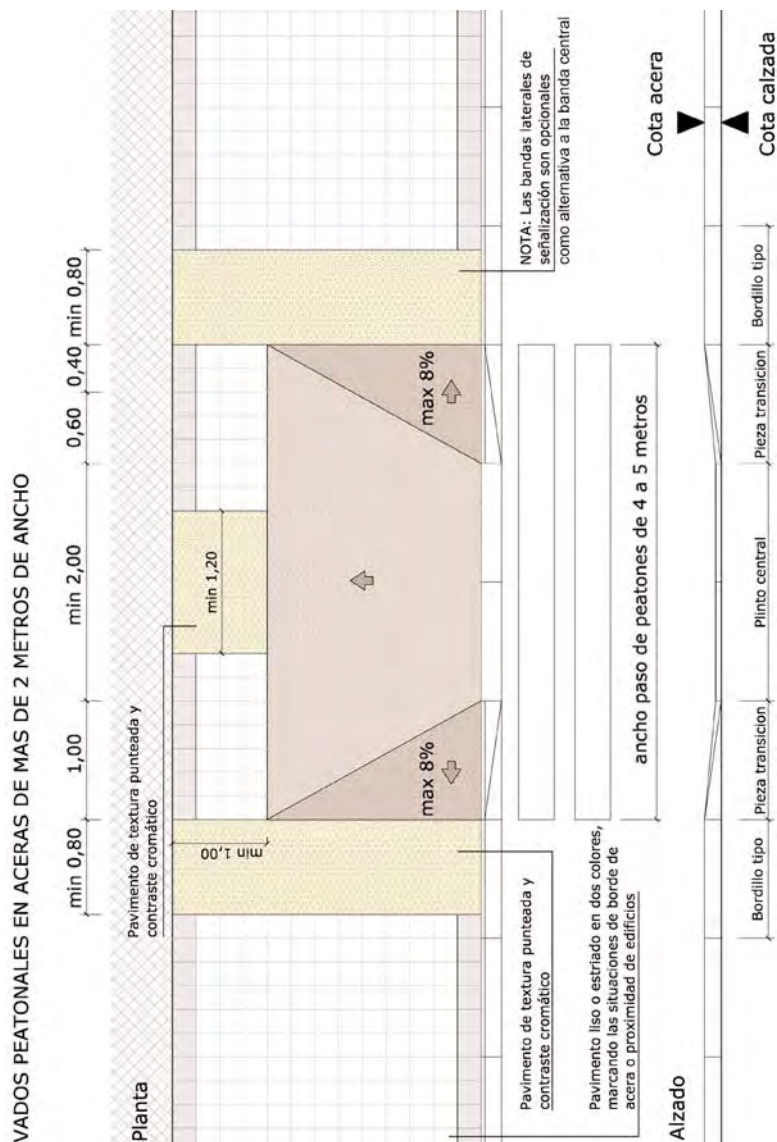 VADOS PEATONALES EN ACERAS DE MAS DE 2 METROS DE ANCHO
min 0,80
1,00
min 2,00
0,60
0,40
min 0,80
Planta
Pavimento de textura punteada y
contraste cromático
min 1,00
min 1,20
max 8%
max 8%
NOTA: Las bandas laterales de
señalización son opcionales
como alternativa a la banda central
Pavimento de textura punteada y
contraste cromático
Pavimento liso o estriado en dos colores,
marcando las situaciones de borde de
acera o proximidad de edificios
ancho paso de peatones de 4 a 5 metros
Alzado
Cota acera
Cota calzada
Bordillo tipo
Pieza transicion
Plinto central
Pieza transicion
Bordillo tipo